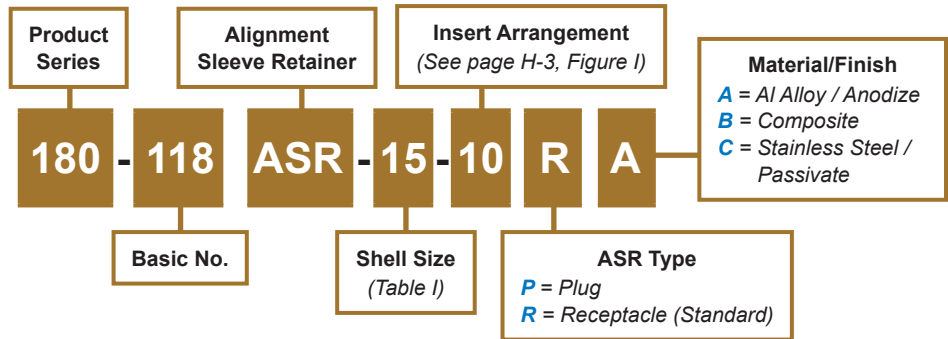 Product
Series
Alignment
Sleeve Retainer
Insert Arrangement
(See page H-3, Figure I)
Material/Finish
A = Al Alloy / Anodize
B = Composite
C = Stainless Steel /
Passivate
180 - 118 ASR - 15 - 10 R A
Basic No.
Shell Size
(Table I)
ASR Type
P = Plug
R = Receptacle (Standard)